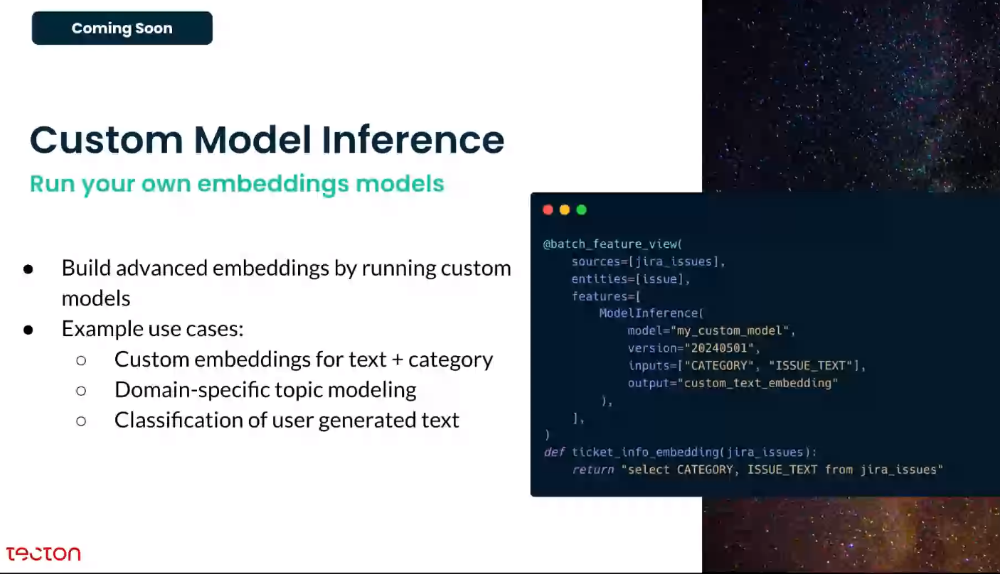 Coming Soon
Custom Model Inference
Run your own embeddings models
● Build advanced embeddings by running custom
models
● Example use cases:
○ Custom embeddings for text + category
○ Domain-specific topic modeling
○ Classification of user generated text
@batch_feature_view(
    sources=[jira_issues],
    entities=[issue],
    features=[
        ModelInference(
            model="my_custom_model",
            version="20240501",
            inputs=["CATEGORY", "ISSUE_TEXT"],
            output="custom_text_embedding"
        ),
    ],
)
def ticket_info_embedding(jira_issues):
    return "select CATEGORY, ISSUE_TEXT from jira_issues"
tecton